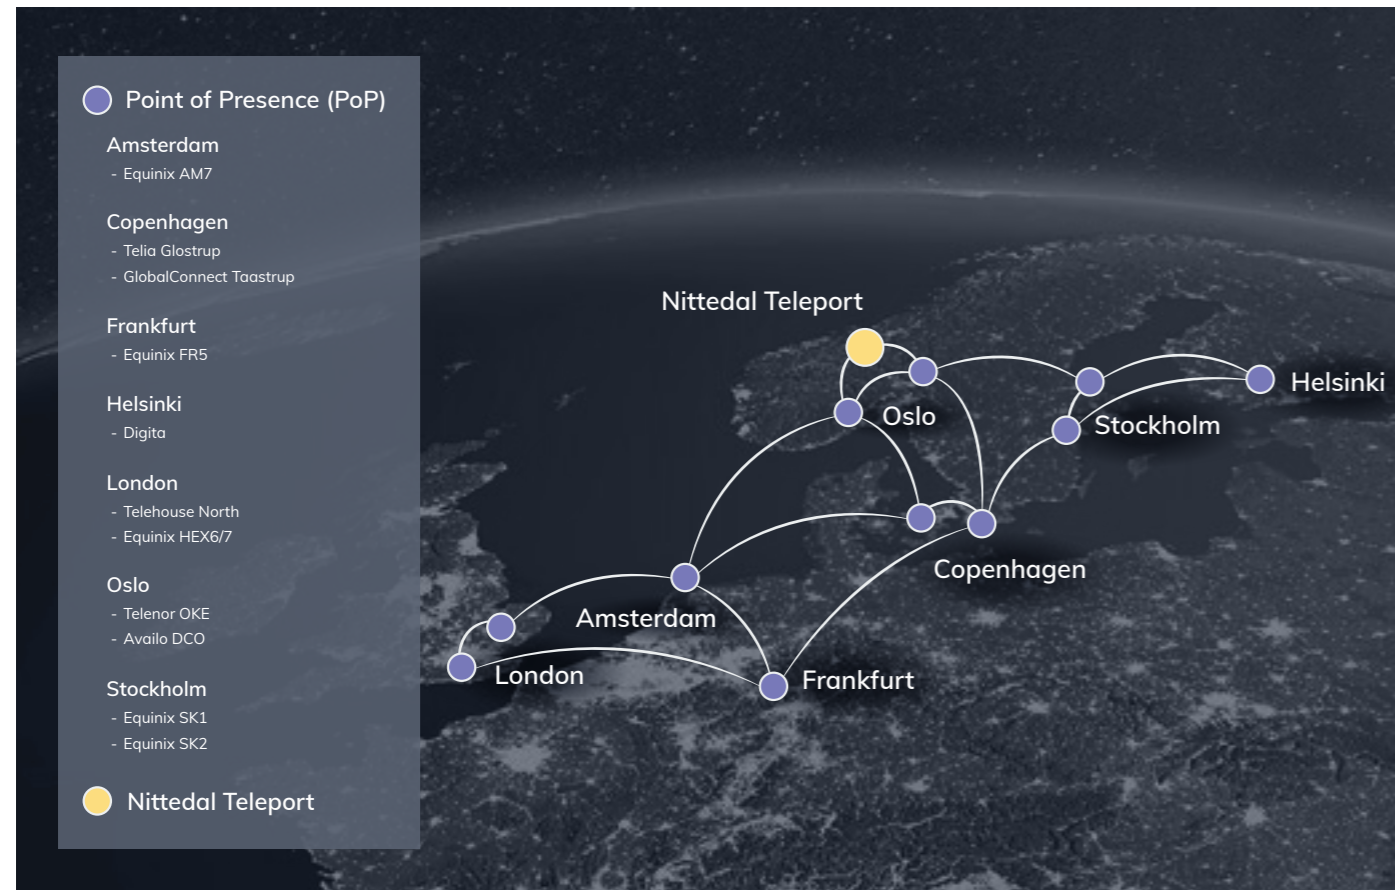 Point of Presence (PoP)
Amsterdam
- Equinix AM7
Copenhagen
- Telia Glostrup
- GlobalConnect Taastrup
Frankfurt
- Equinix FR5
Helsinki
- Digita
London
- Telehouse North
- Equinix HEX6/7
Oslo
- Telenor OKE
- Availo DCO
Stockholm
- Equinix SK1
- Equinix SK2
Nittedal Teleport
Nittedal Teleport
Helsinki
Oslo
Stockholm
Copenhagen
Amsterdam
London
Frankfurt